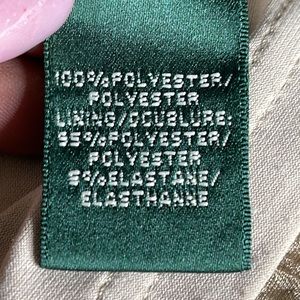 100%POLYESTER/
POLYESTER
LINING/DOUBLURE:
95%POLYESTER/
POLYESTER
5%ELASTANE/
ELASTHANNE